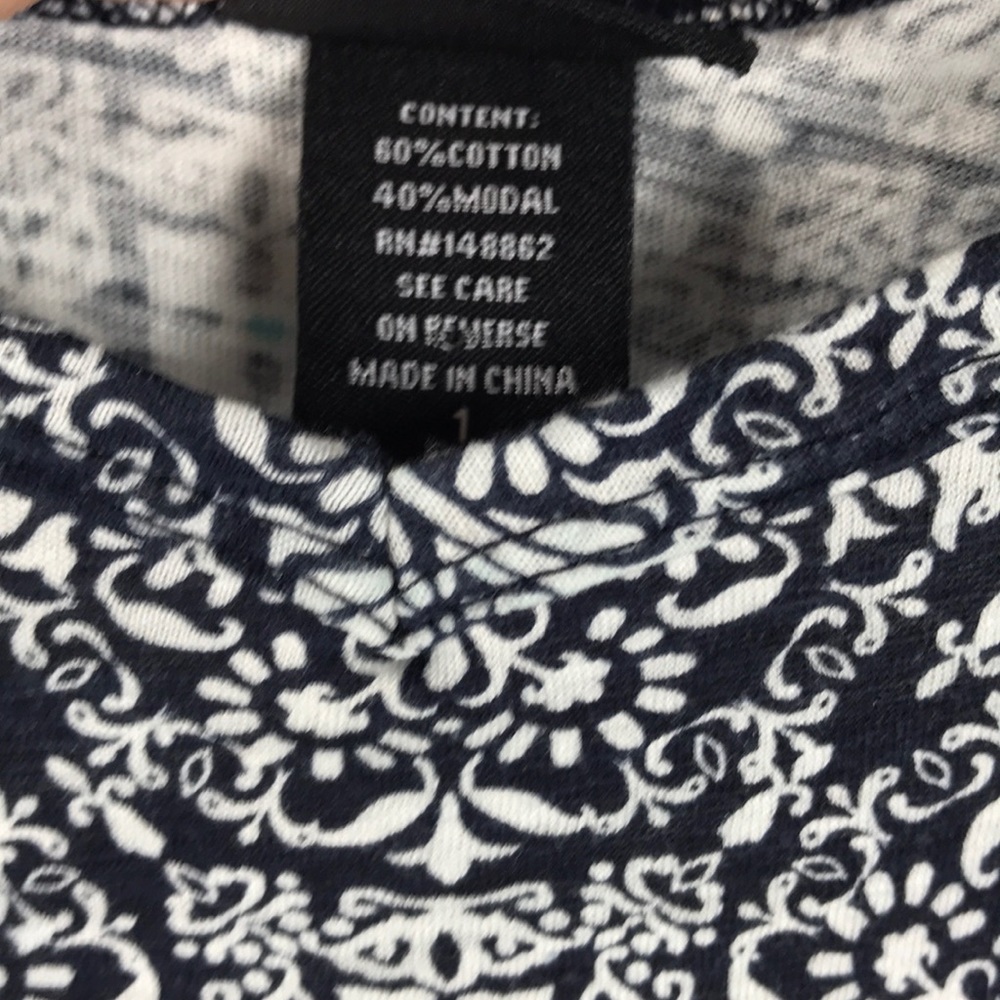 CONTENT:
60%COTTON
40%MODAL
RN#148862
SEE CARE
ON REVERSE
MADE IN CHINA
1